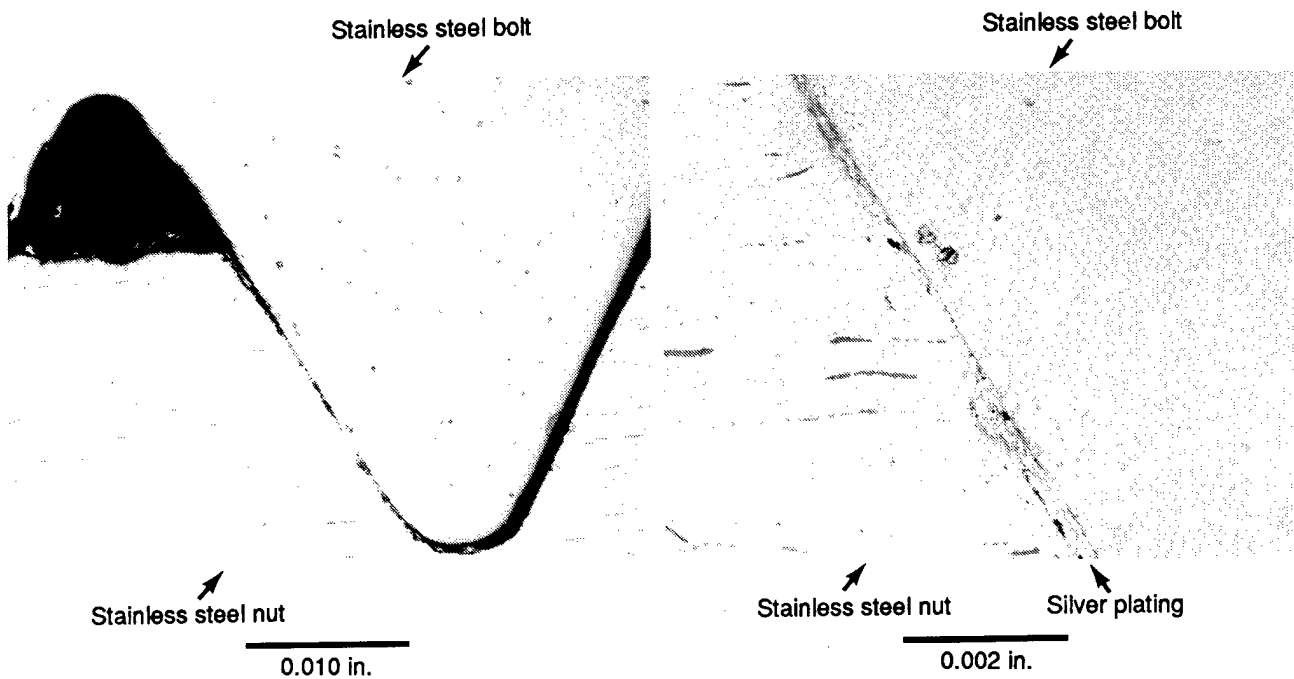 Stainless steel bolt
Stainless steel nut
0.010 in.
Stainless steel bolt
Stainless steel nut
Silver plating
0.002 in.